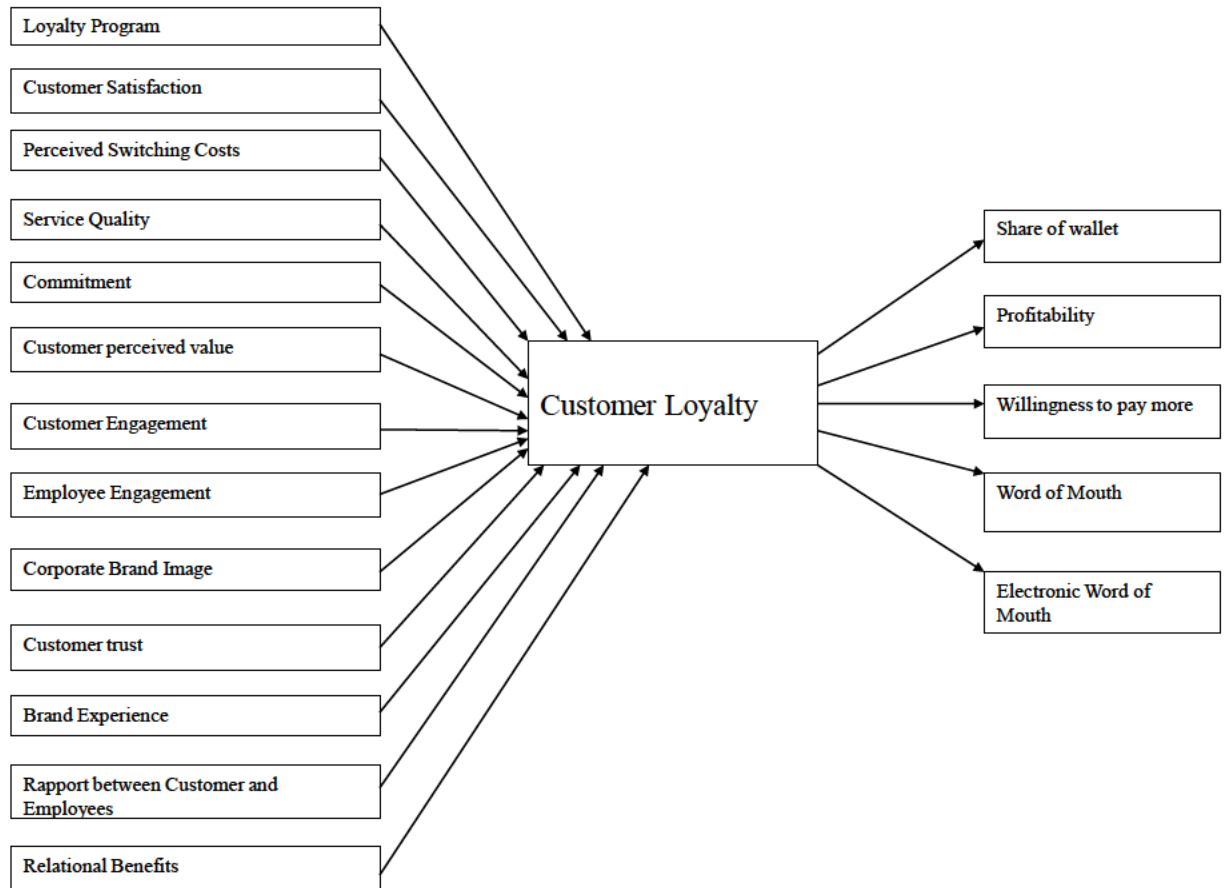 Loyalty Program
Customer Satisfaction
Perceived Switching Costs
Service Quality
Commitment
Customer perceived value
Customer Engagement
Employee Engagement
Corporate Brand Image
Customer trust
Brand Experience
Rapport between Customer and
Employees
Relational Benefits
Customer Loyalty
Share of wallet
Profitability
Willingness to pay more
Word of Mouth
Electronic Word of
Mouth